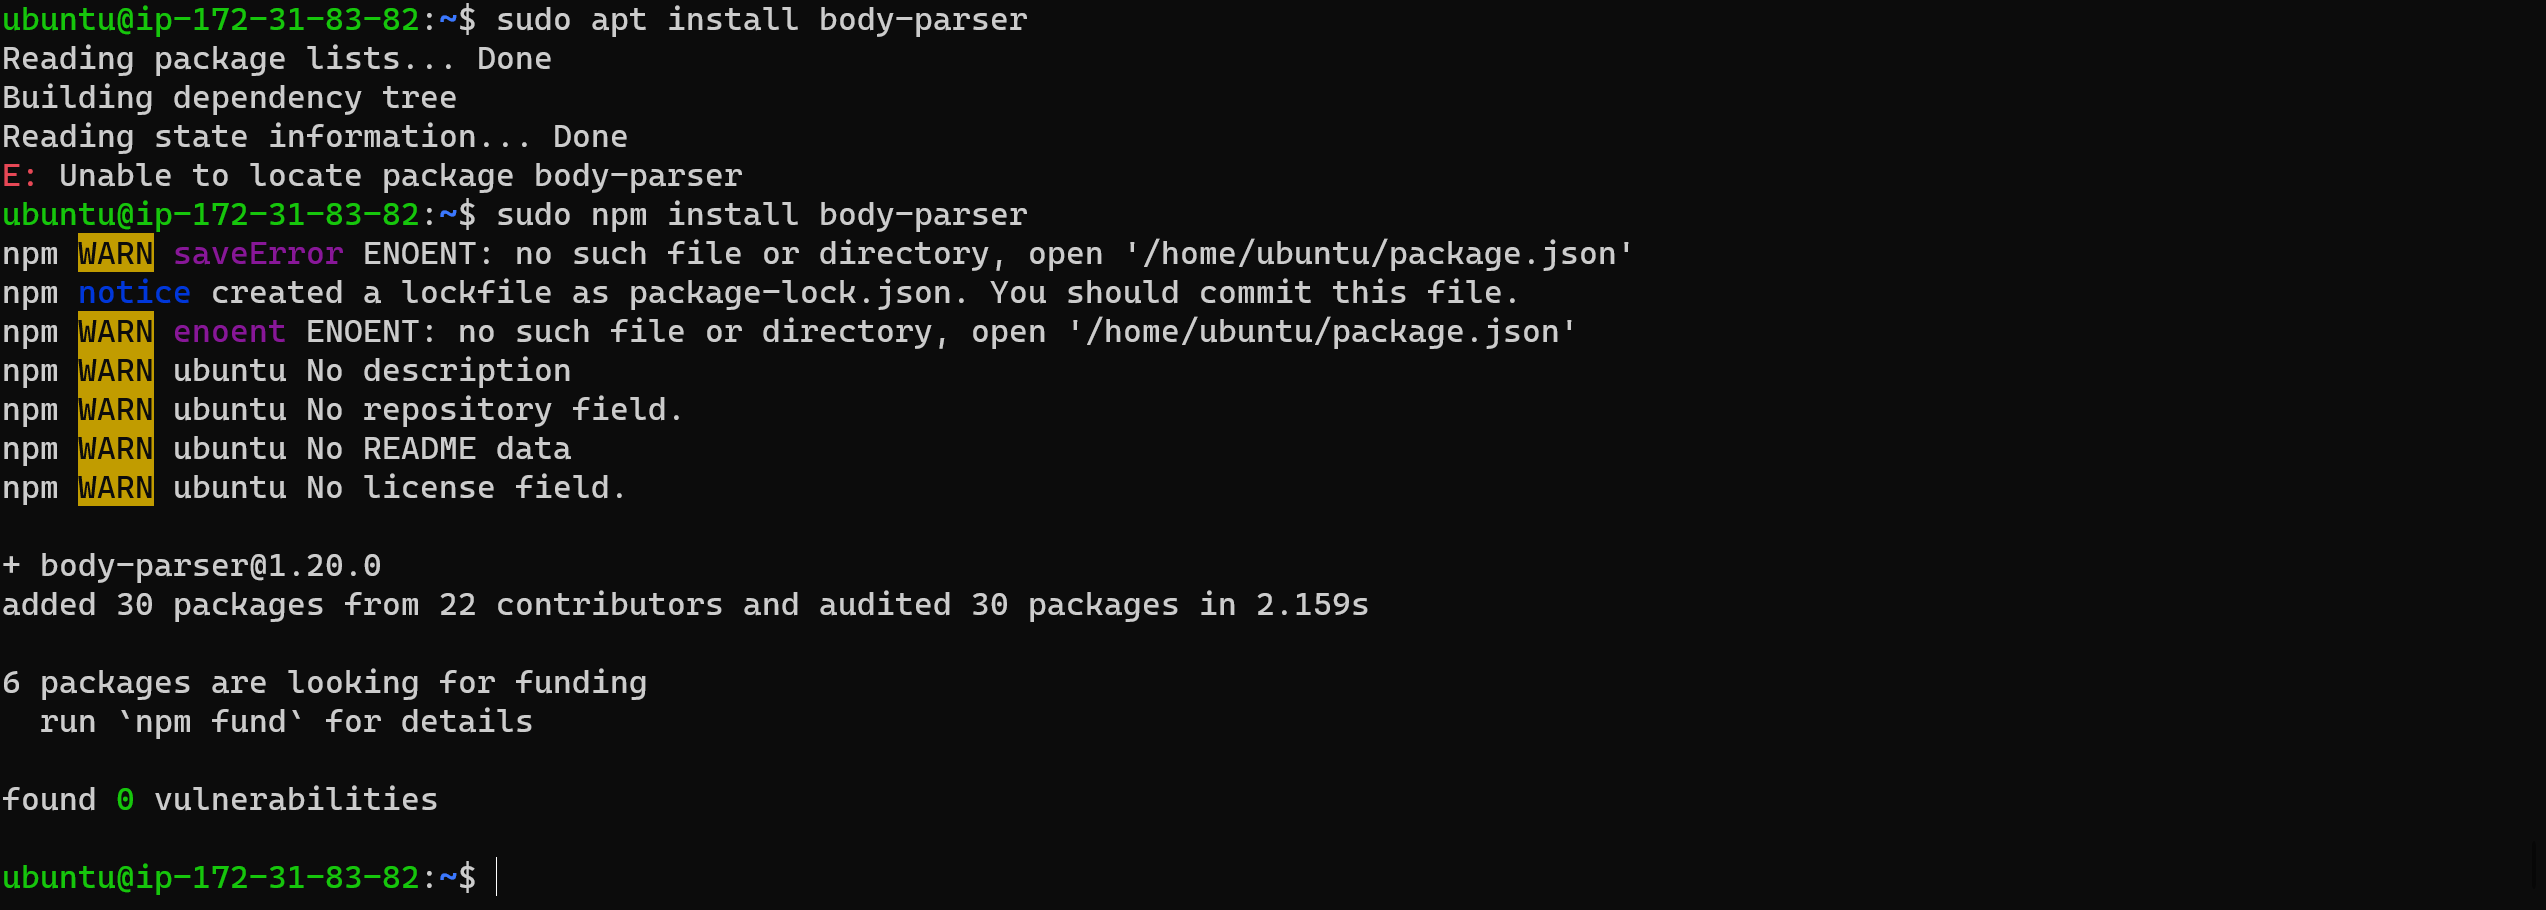 ubuntu@ip-172-31-83-82:~$ sudo apt install body-parser
Reading package lists... Done
Building dependency tree
Reading state information... Done
E: Unable to locate package body-parser
ubuntu@ip-172-31-83-82:~$ sudo npm install body-parser
npm WARN saveError ENOENT: no such file or directory, open '/home/ubuntu/package.json'
npm notice created a lockfile as package-lock.json. You should commit this file.
npm WARN enoent ENOENT: no such file or directory, open '/home/ubuntu/package.json'
npm WARN ubuntu No description
npm WARN ubuntu No repository field.
npm WARN ubuntu No README data
npm WARN ubuntu No license field.
+ body-parser@1.20.0
added 30 packages from 22 contributors and audited 30 packages in 2.159s
6 packages are looking for funding
  run `npm fund` for details
found 0 vulnerabilities
ubuntu@ip-172-31-83-82:~$